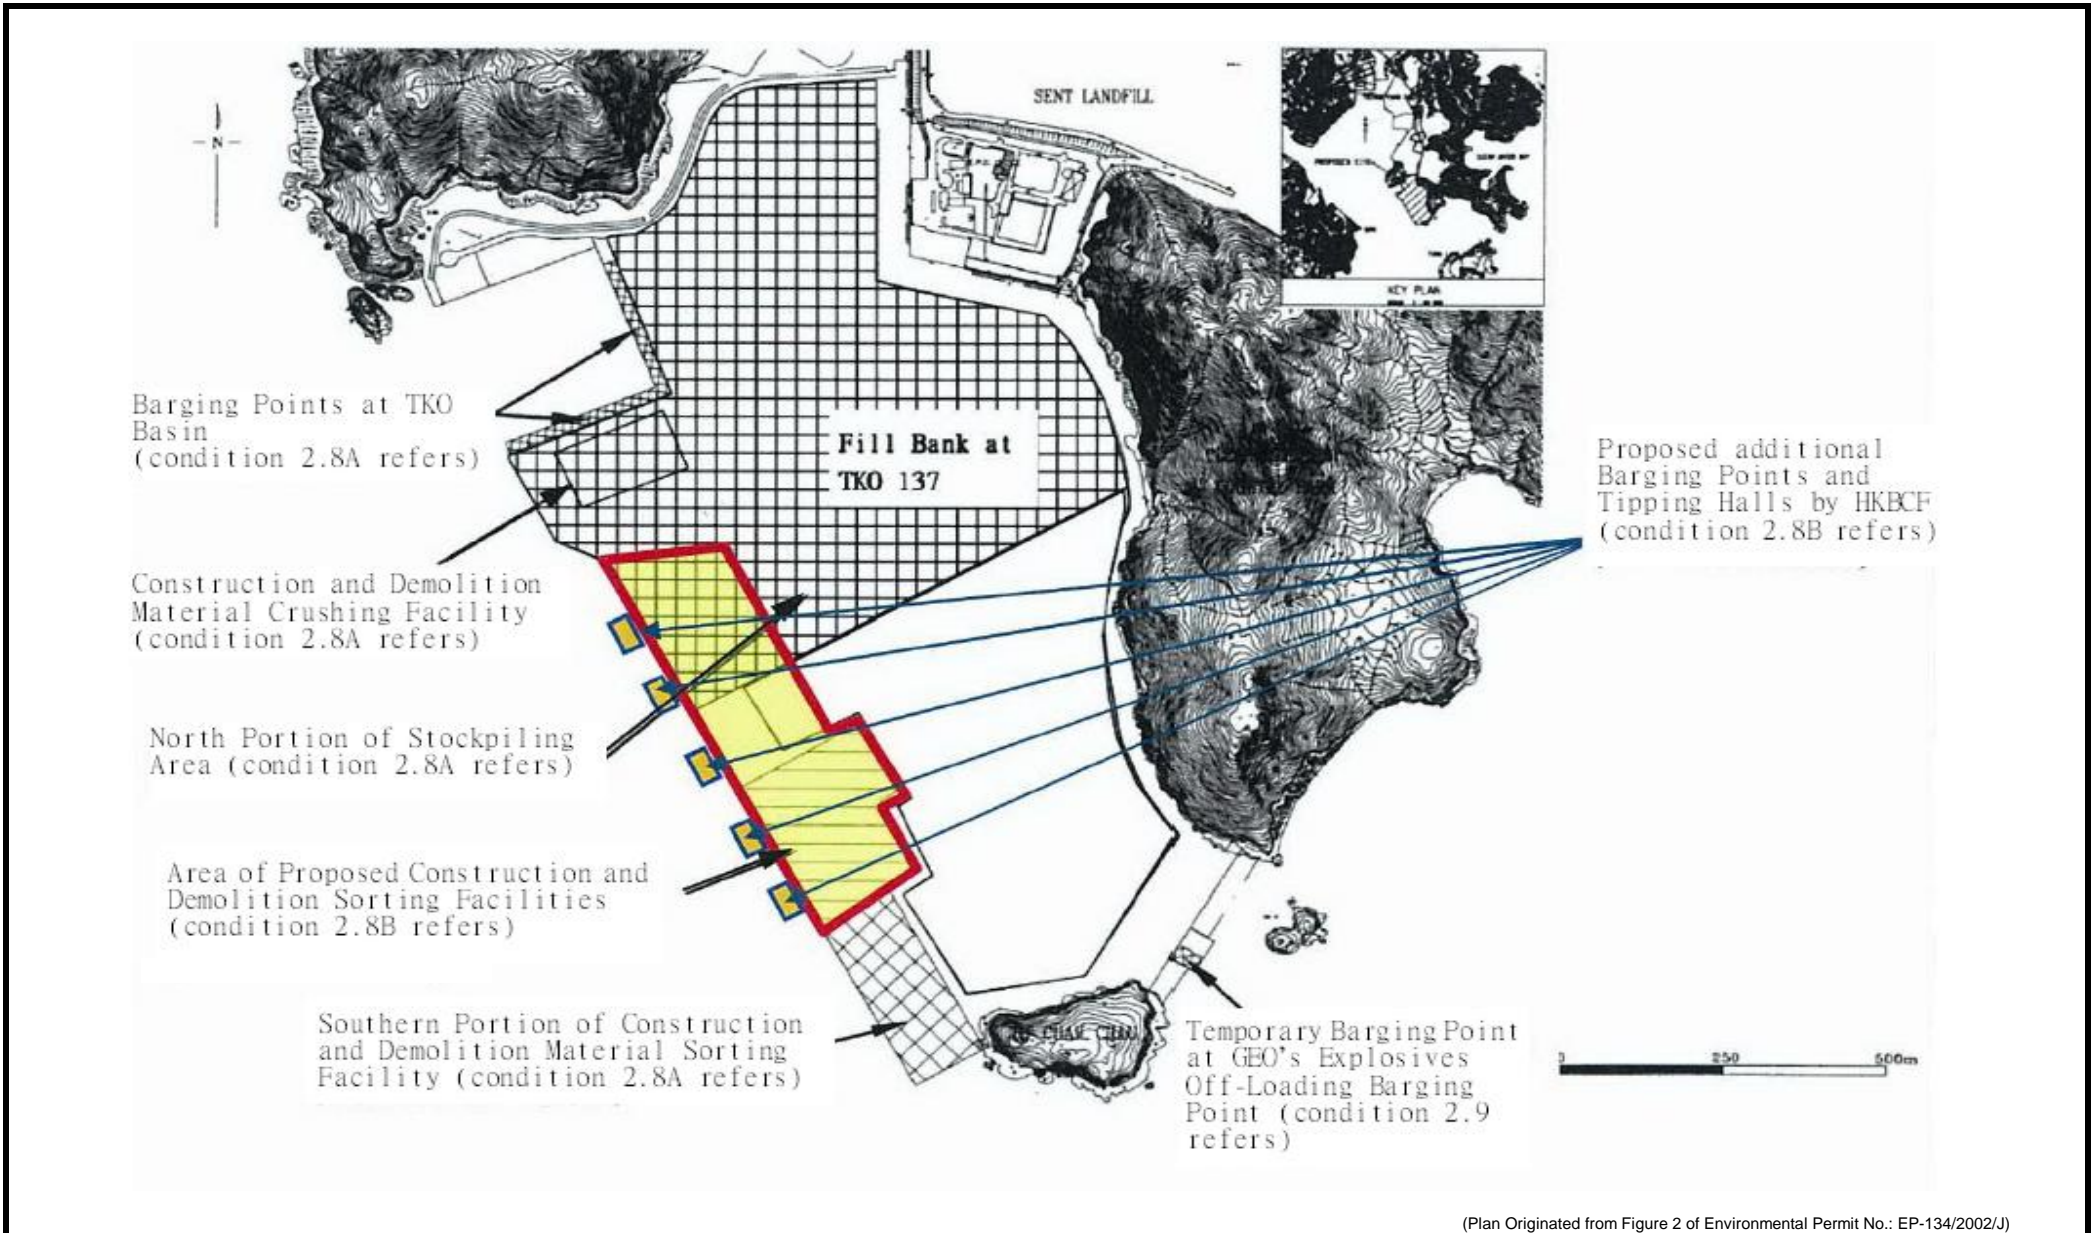 SENT LANDFILL
N
KEY PLAN
Barging Points at TKO
Basin
(condition 2.8A refers)
Fill Bank at
TKO 137
Proposed additional
Barging Points and
Tipping Halls by HKBCF
(condition 2.8B refers)
Construction and Demolition
Material Crushing Facility
(condition 2.8A refers)
North Portion of Stockpiling
Area (condition 2.8A refers)
Area of Proposed Construction and
Demolition Sorting Facilities
(condition 2.8B refers)
Southern Portion of Construction
and Demolition Material Sorting
Facility (condition 2.8A refers)
Temporary Barging Point
at GEO's Explosives
Off-Loading Barging
Point (condition 2.9
refers)
250 500m
(Plan Originated from Figure 2 of Environmental Permit No.: EP-134/2002/J)